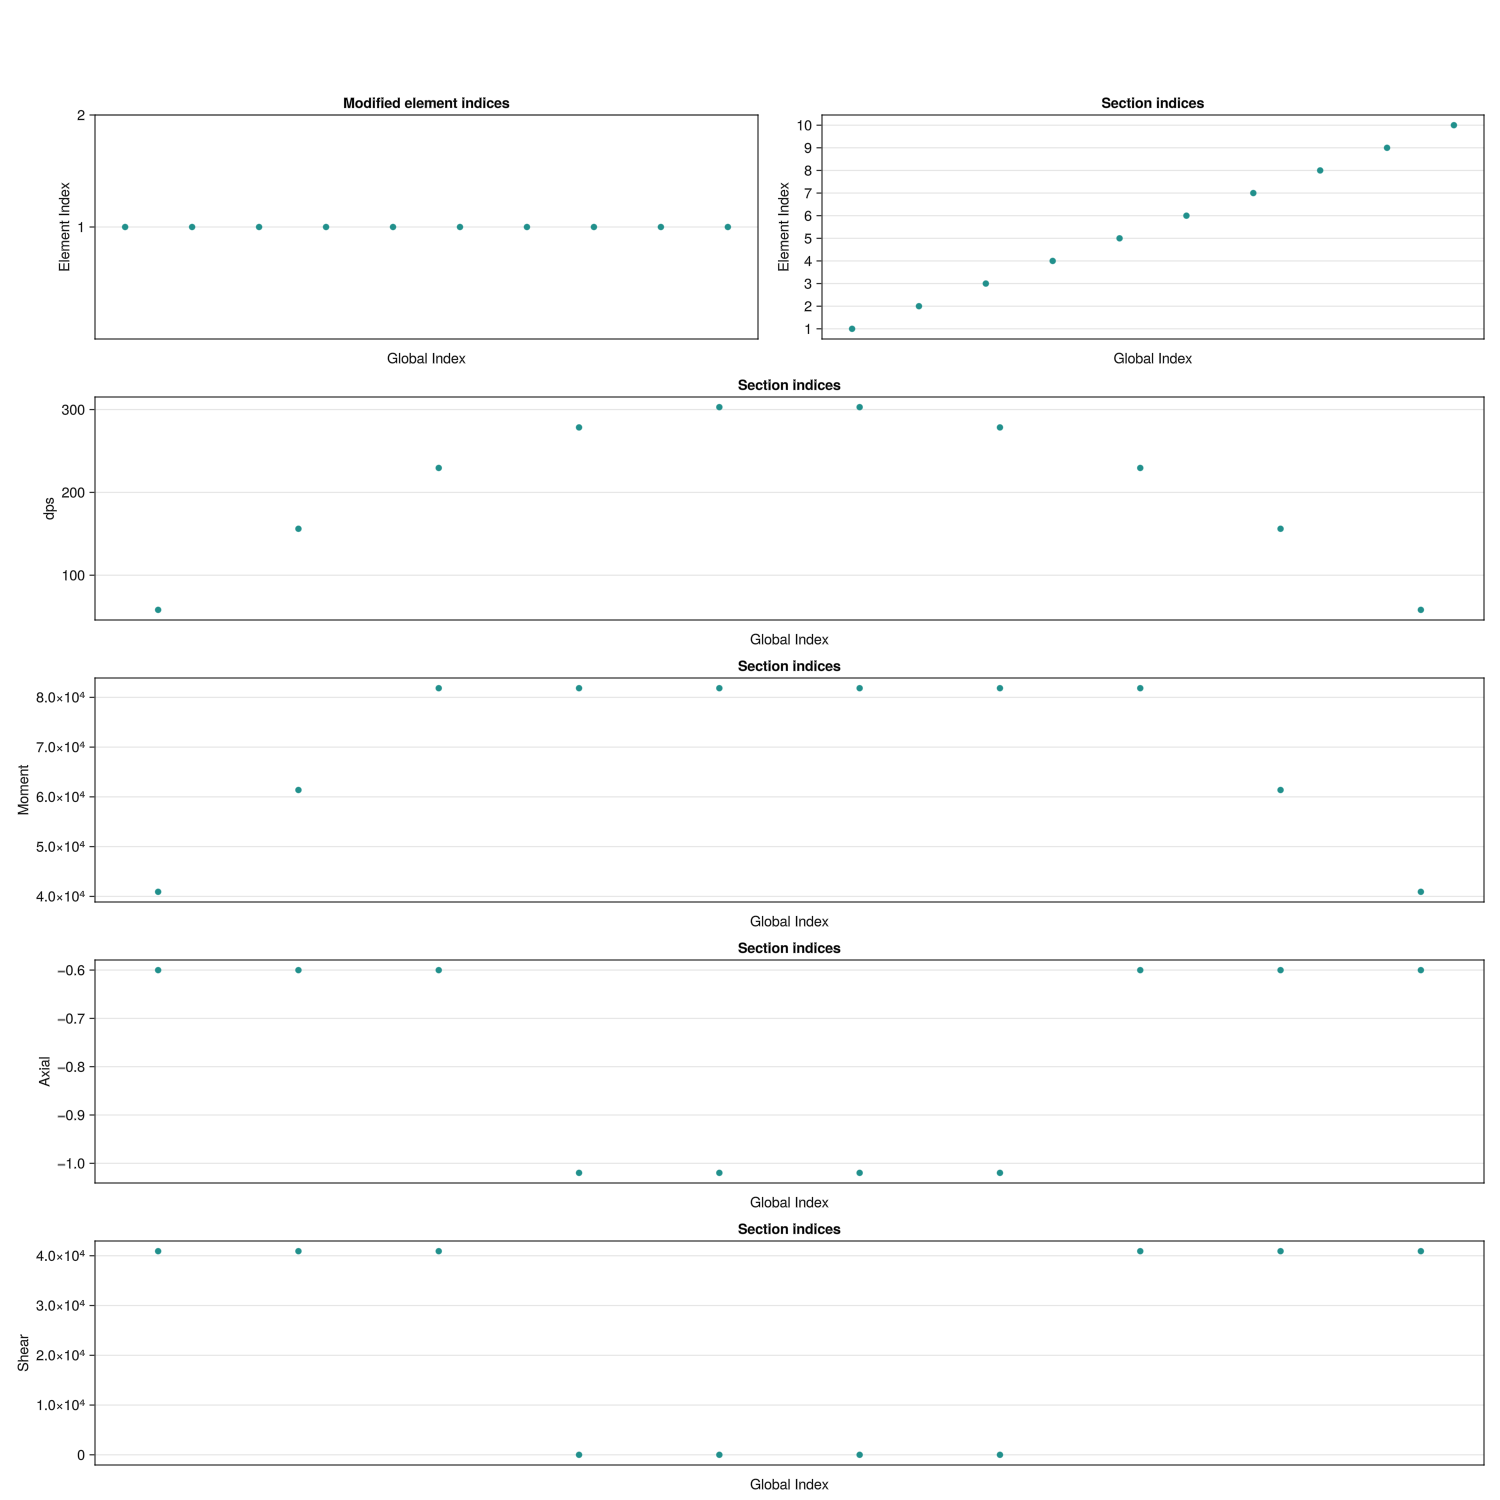 Modified element indices
2
1
Element Index
Global Index
Section indices
10
9
8
7
6
5
4
3
2
1
Element Index
Global Index
Section indices
300
200
100
dps
Global Index
Section indices
8.0×10⁴
7.0×10⁴
6.0×10⁴
5.0×10⁴
4.0×10⁴
Moment
Global Index
Section indices
−0.6
−0.7
−0.8
−0.9
−1.0
Axial
Global Index
Section indices
4.0×10⁴
3.0×10⁴
2.0×10⁴
1.0×10⁴
0
Shear
Global Index